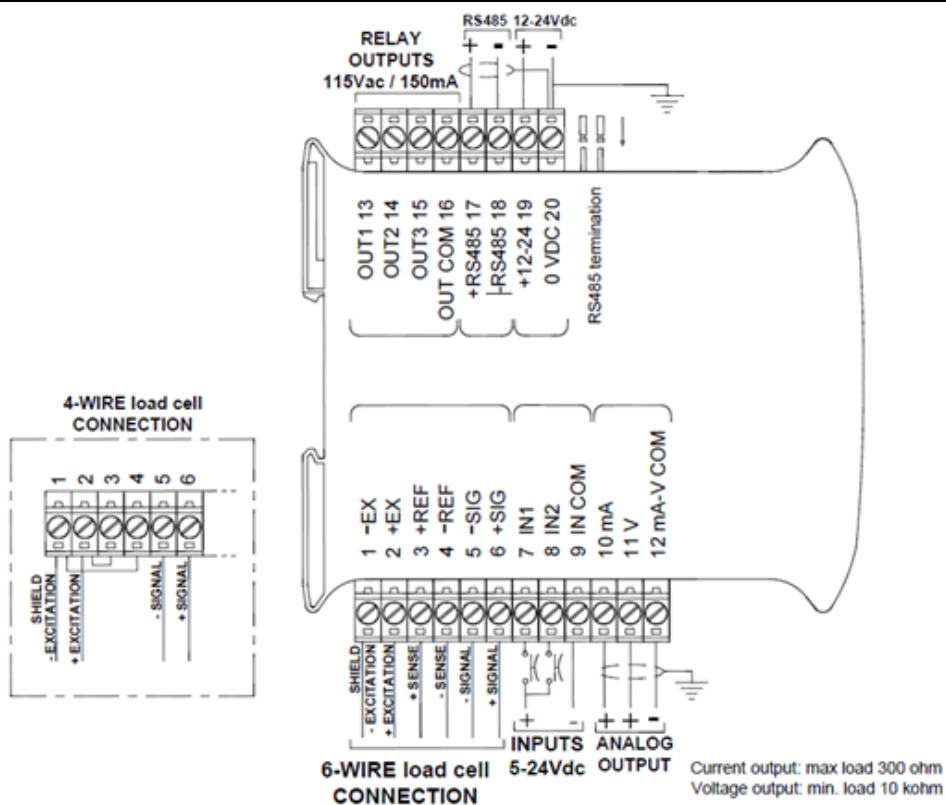 RS485 12-24Vdc
+ - + -
RELAY
OUTPUTS
115Vac / 150mA
OUT1 13
OUT2 14
OUT3 15
OUT COM 16
+RS485 17
-RS485 18
+12-24 19
0 VDC 20
RS485 termination
4-WIRE load cell
CONNECTION
1 2 3 4 5 6
SHIELD
- EXCITATION
+ EXCITATION
- SIGNAL
+ SIGNAL
1 -EX
2 +EX
3 +REF
4 -REF
5 -SIG
6 +SIG
7 IN1
8 IN2
9 IN COM
10 mA
11 V
12 mA-V COM
SHIELD
- EXCITATION
+ EXCITATION
+ SENSE
- SENSE
- SIGNAL
+ SIGNAL
+ - + + -
6-WIRE load cell
CONNECTION
INPUTS
5-24Vdc
ANALOG
OUTPUT
Current output: max load 300 ohm
Voltage output: min. load 10 kohm